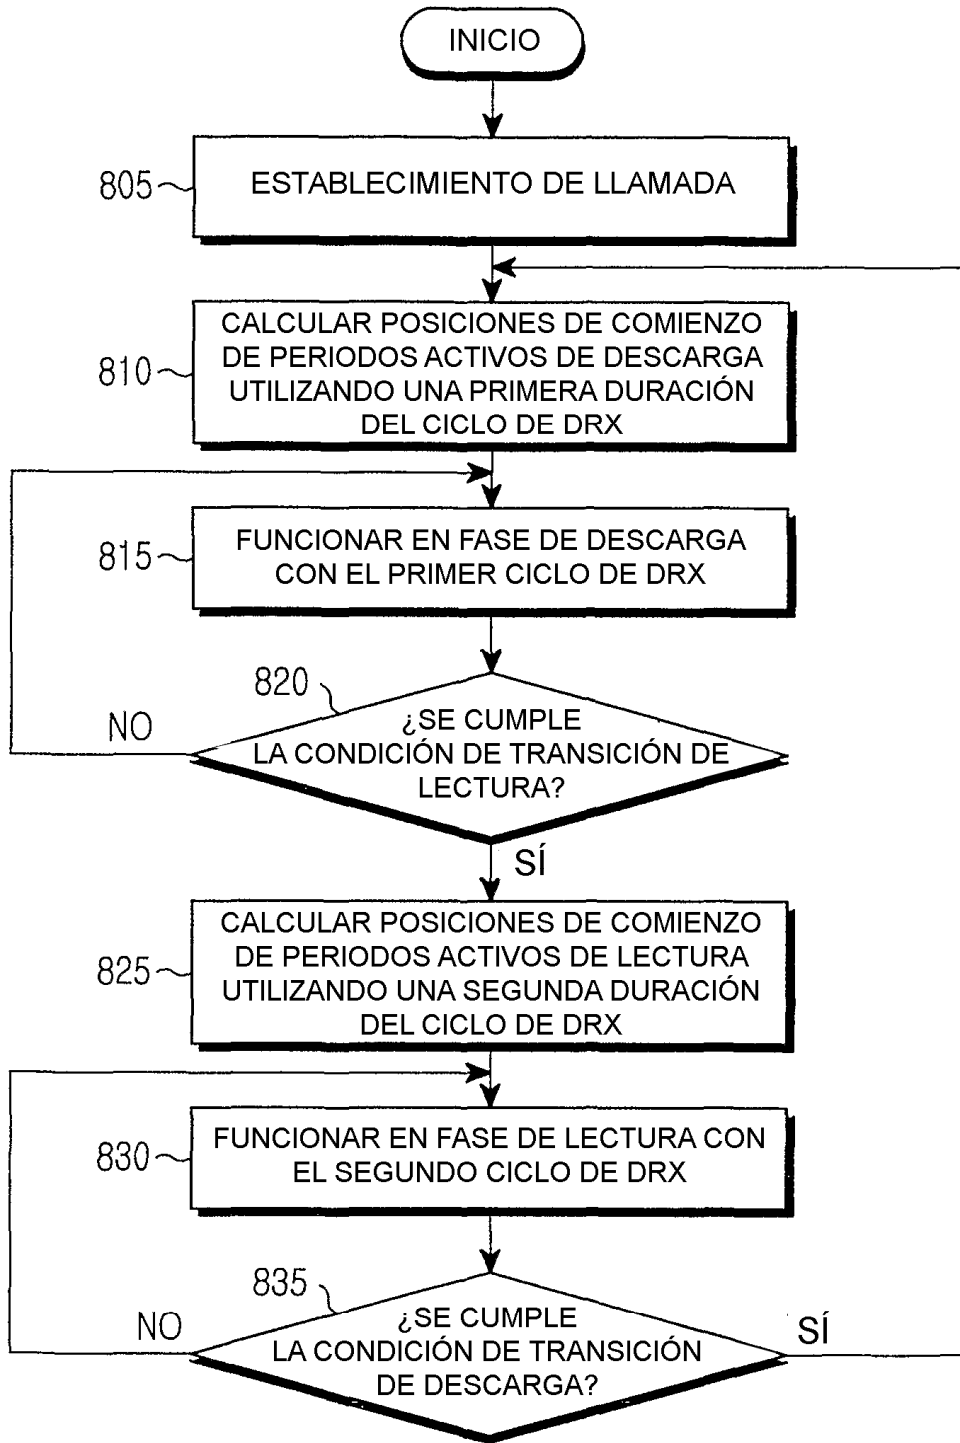 INICIO
805
ESTABLECIMIENTO DE LLAMADA
810
CALCULAR POSICIONES DE COMIENZO
DE PERIODOS ACTIVOS DE DESCARGA
UTILIZANDO UNA PRIMERA DURACIÓN
DEL CICLO DE DRX
815
FUNCIONAR EN FASE DE DESCARGA
CON EL PRIMER CICLO DE DRX
820
NO
¿SE CUMPLE
LA CONDICIÓN DE TRANSICIÓN DE
LECTURA?
SÍ
825
CALCULAR POSICIONES DE COMIENZO
DE PERIODOS ACTIVOS DE LECTURA
UTILIZANDO UNA SEGUNDA DURACIÓN
DEL CICLO DE DRX
830
FUNCIONAR EN FASE DE LECTURA CON
EL SEGUNDO CICLO DE DRX
835
NO
¿SE CUMPLE
LA CONDICIÓN DE TRANSICIÓN
DE DESCARGA?
SÍ